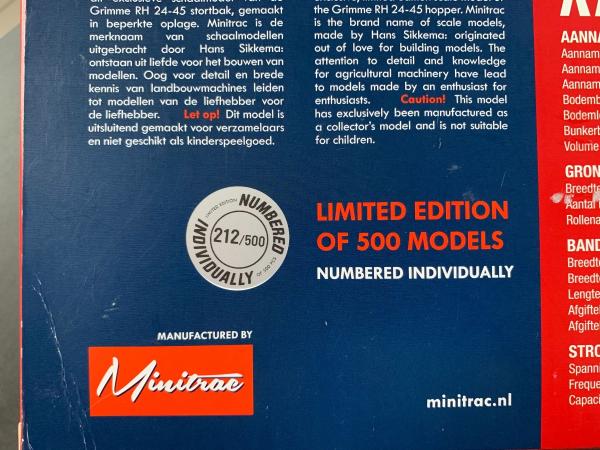 Grimme RH 24-45 stortbak, gemaakt
in beperkte oplage. Minitrac is de
merknaam van schaalmodellen
uitgebracht door Hans Sikkema:
ontstaan uit liefde voor het bouwen van
modellen. Oog voor detail en brede
kennis van landbouwmachines leiden
tot modellen van de liefhebber voor
de liefhebber. Let op! Dit model is
uitsluitend gemaakt voor verzamelaars
en niet geschikt als kinderspeelgoed.
the Grimme RH 24-45 hopper. Minitrac
is the brand name of scale models,
made by Hans Sikkema: originated
out of love for building models. The
attention to detail and knowledge
for agricultural machinery have lead
to models made by an enthusiast for
enthusiasts. Caution! This model
has exclusively been manufactured as
a collector's model and is not suitable
for children.
LIMITED EDITION
NUMBERED
212/500
INDIVIDUALLY
OF 500 PCS
LIMITED EDITION
OF 500 MODELS
NUMBERED INDIVIDUALLY
MANUFACTURED BY
Minitrac
minitrac.nl
AANNA
Aannam
Aannam
Aannam
Bodemb
Bodemle
Bunkerb
Volume
GRON
Breedte
Aantal
Rollena
BAND
Breedte
Breedte
Lengte
Afgifte
Afgifte
STRO
Spann
Freque
Capaci